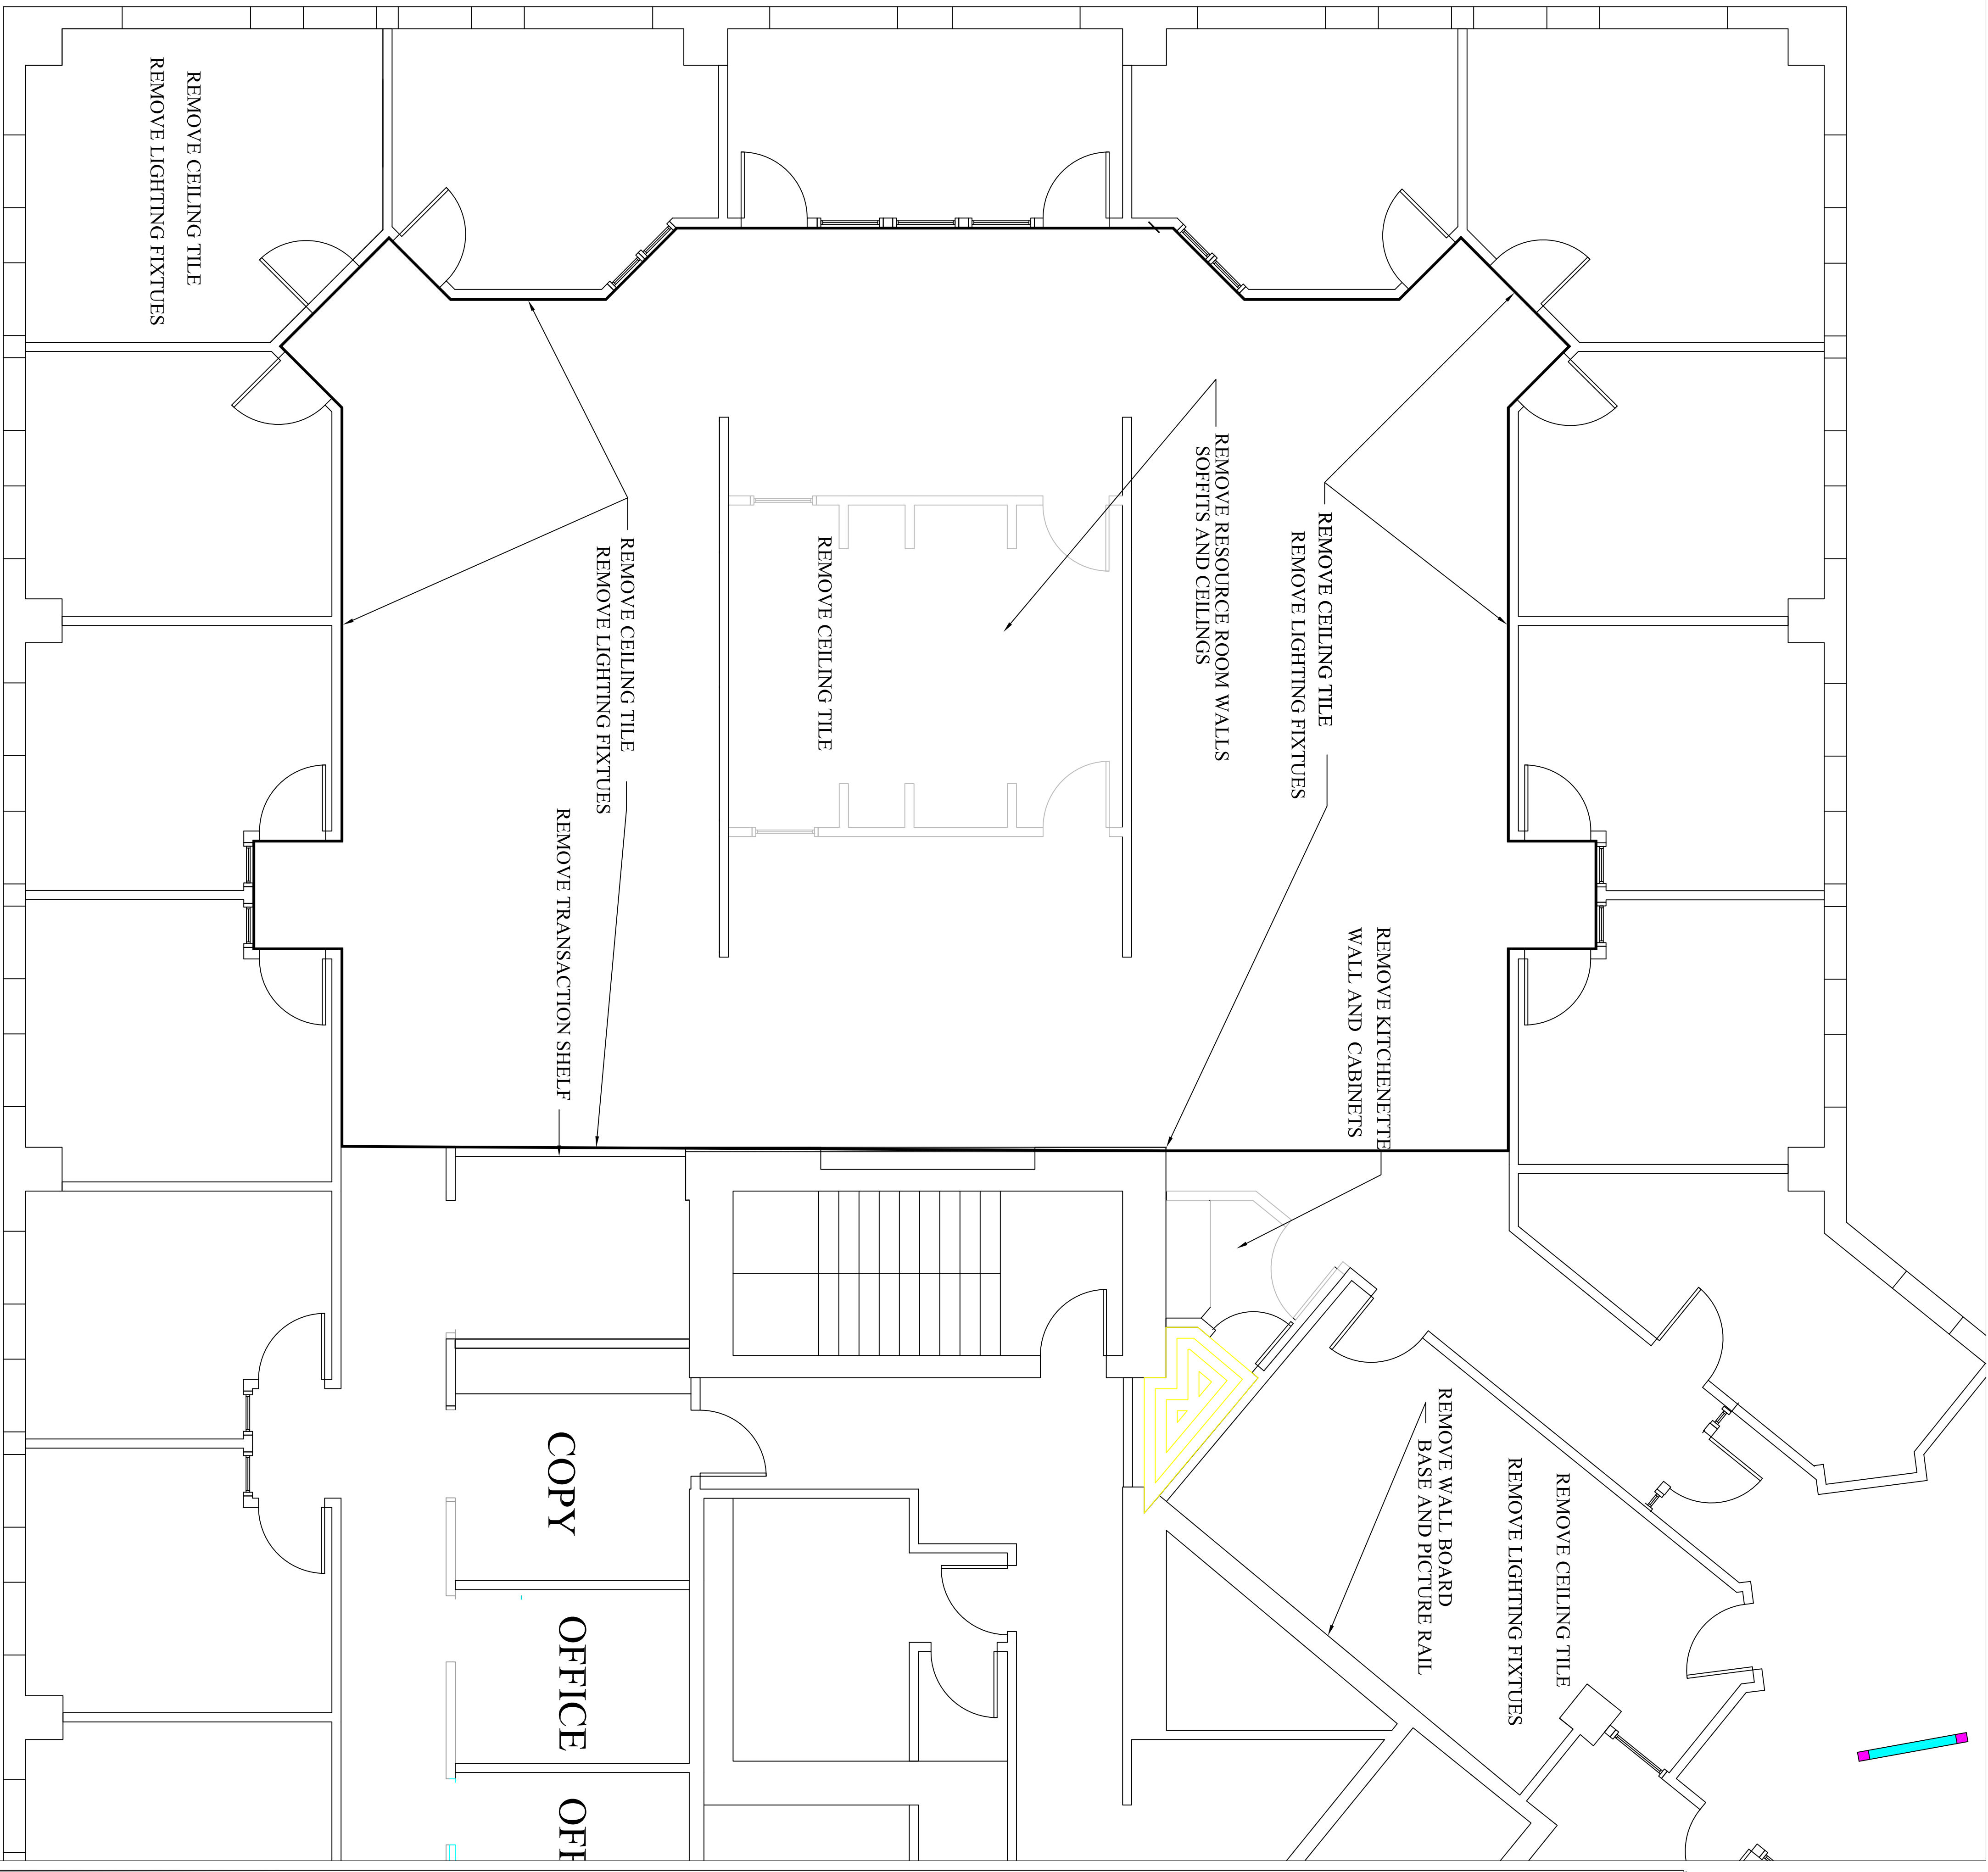 REMOVE CEILING TILE
REMOVE LIGHTING FIXTUES
REMOVE RESOURCE ROOM WALLS
SOFFITS AND CEILINGS
REMOVE CEILING TILE
REMOVE LIGHTING FIXTUES
REMOVE CEILING TILE
REMOVE CEILING TILE
REMOVE LIGHTING FIXTUES
REMOVE KITCHENETTE
WALL AND CABINETS
REMOVE TRANSACTION SHELF
REMOVE WALL BOARD
BASE AND PICTURE RAIL
REMOVE CEILING TILE
REMOVE LIGHTING FIXTUES
COPY
OFFICE